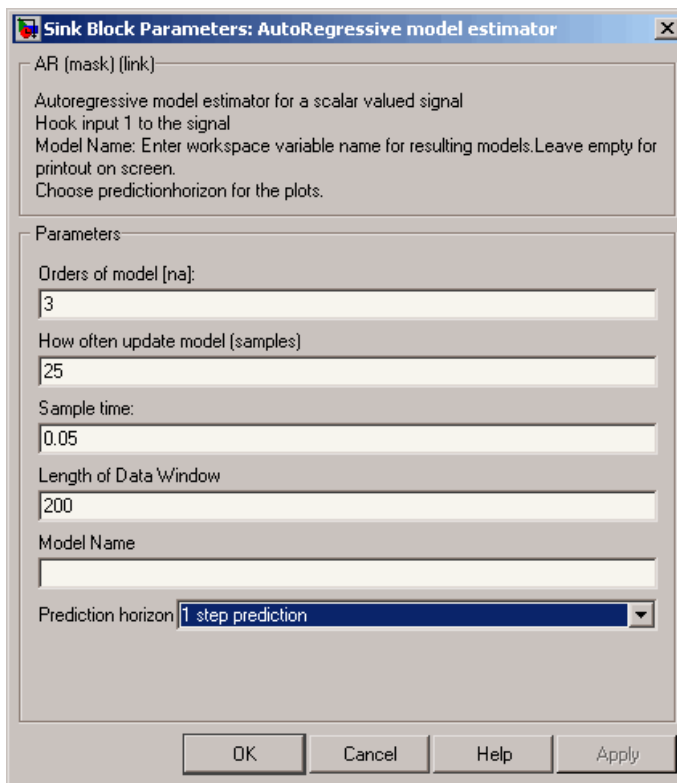 Sink Block Parameters: AutoRegressive model estimator
AR (mask) (link)
Autoregressive model estimator for a scalar valued signal
Hook input 1 to the signal
Model Name: Enter workspace variable name for resulting models.Leave empty for
printout on screen.
Choose predictionhorizon for the plots.
Parameters
Orders of model [na]:
3
How often update model (samples)
25
Sample time:
0.05
Length of Data Window
200
Model Name
Prediction horizon 1 step prediction
OK Cancel Help Apply